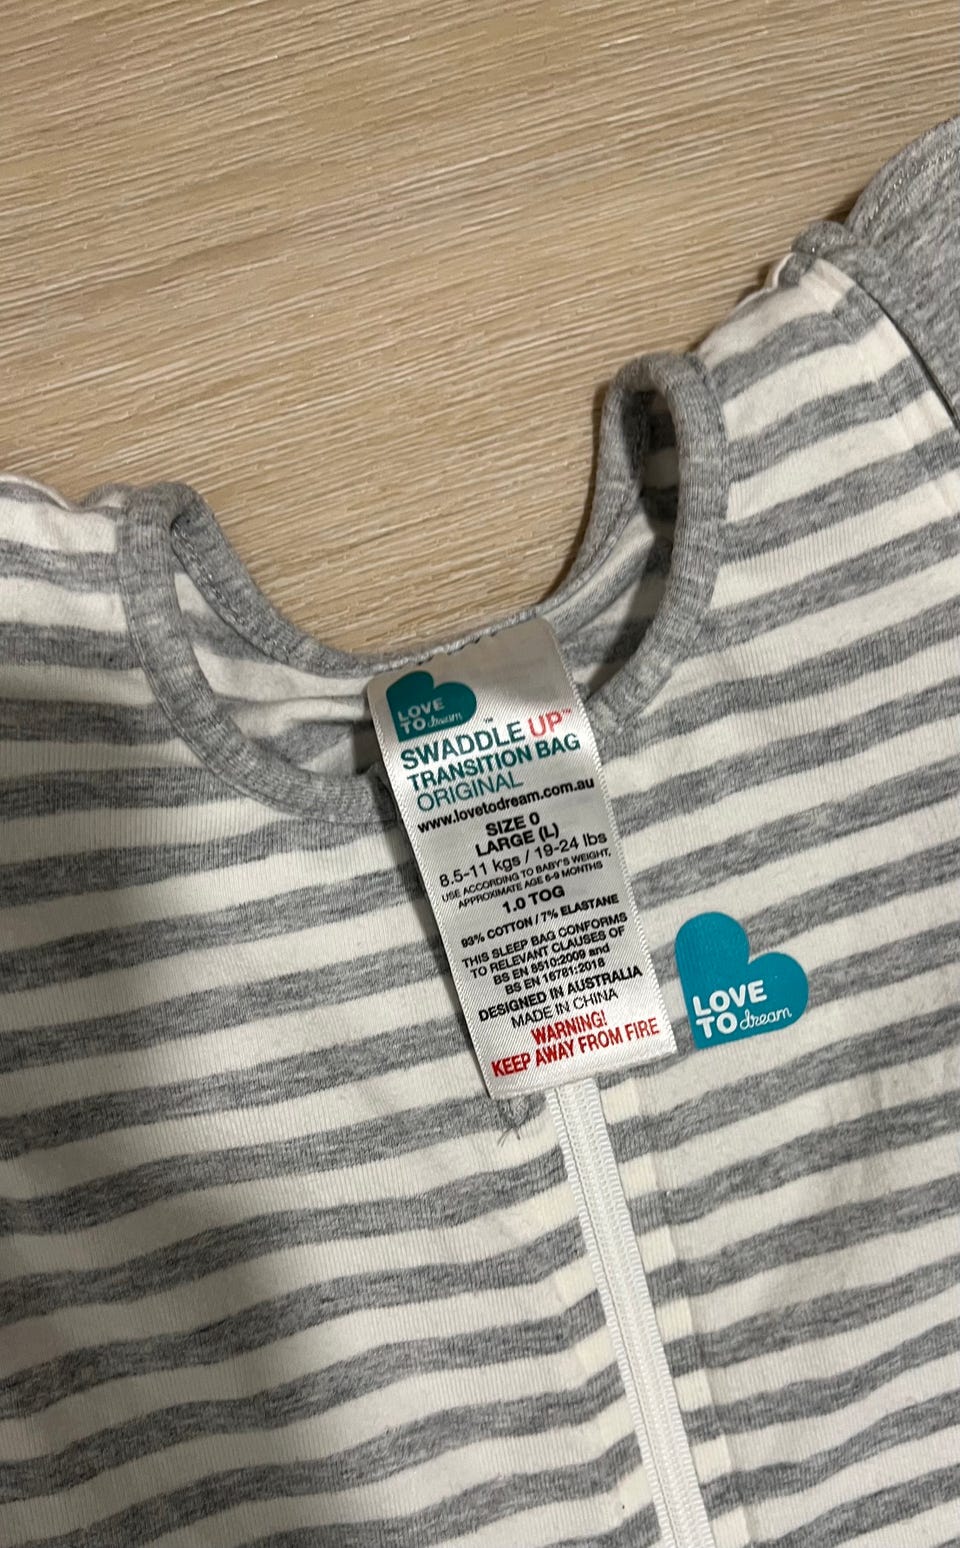 LOVE
TO dream
SWADDLE UP™
TRANSITION BAG
ORIGINAL
www.lovetodream.com.au
SIZE 0
LARGE (L)
8.5-11 kgs / 19-24 lbs
USE ACCORDING TO BABY'S WEIGHT,
APPROXIMATE AGE 6-9 MONTHS
1.0 TOG
93% COTTON / 7% ELASTANE
THIS SLEEP BAG CONFORMS
TO RELEVANT CLAUSES OF
BS EN 8510:2009 and
BS EN 16781:2018
DESIGNED IN AUSTRALIA
MADE IN CHINA
WARNING!
KEEP AWAY FROM FIRE
LOVE
TO dream